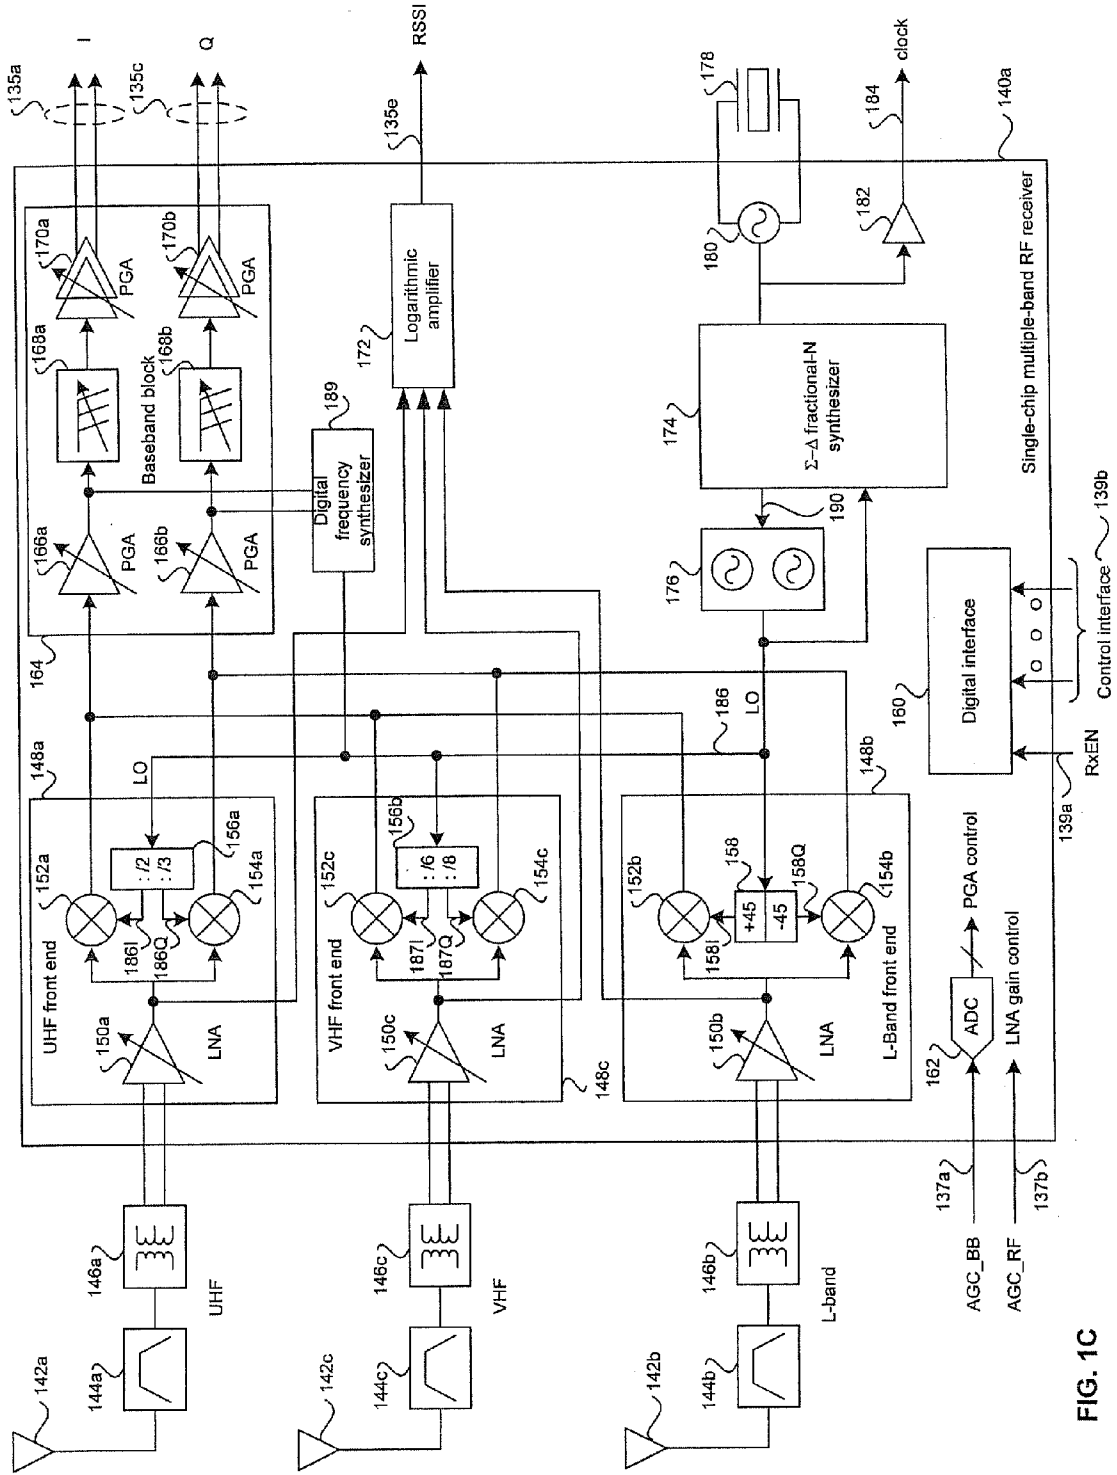 142a
144a
146a
UHF
UHF front end
148a
150a
LNA
152a
LO
: /2
: /3
156a
186I
186Q
154a
164
166a
PGA
168a
170a
PGA
135a
I
166b
PGA
Baseband block
168b
170b
PGA
135c
Q
Digital
frequency
synthesizer
189
172
Logarithmic
amplifier
135e
RSSI
142c
144c
146c
VHF
VHF front end
148c
150c
LNA
152c
156b
: /6
: /8
187I
187Q
154c
186
LO
142b
144b
146b
L-band
148b
150b
LNA
152b
+45
-45
158
158I
158Q
154b
L-Band front end
176
190
174
Σ–Δ fractional-N
synthesizer
180
178
182
184
clock
160
Digital interface
AGC_BB
137a
162
ADC
PGA control
AGC_RF
137b
LNA gain control
139a
RxEN
Control interface
139b
Single-chip multiple-band RF receiver
140a
FIG. 1C